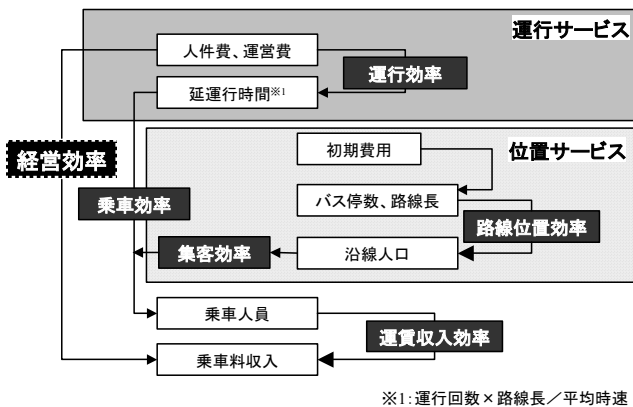 運行サービス
人件費、運営費
運行効率
延運行時間※1
位置サービス
初期費用
経営効率
バス停数、路線長
乗車効率
路線位置効率
集客効率
沿線人口
乗車人員
運賃収入効率
乗車料収入
※1:運行回数×路線長／平均時速